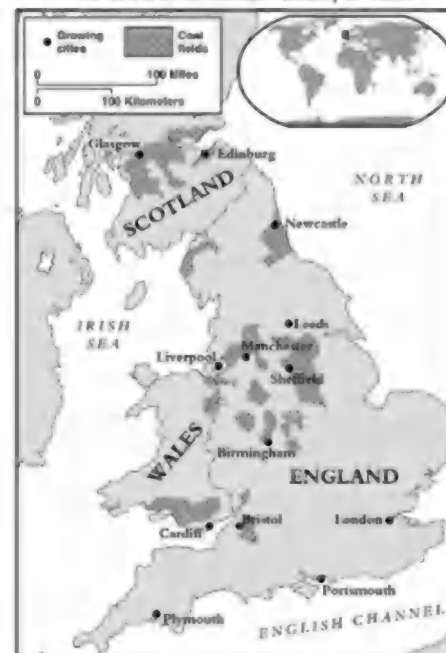 Growing cities
Coal fields
0 100 Miles
0 100 Kilometers
Glasgow
Edinburg
SCOTLAND
NORTH SEA
Newcastle
IRISH SEA
Leeds
Manchester
Liverpool
Sheffield
WALES
Birmingham
ENGLAND
Cardiff
Bristol
London
Portsmouth
Plymouth
ENGLISH CHANNEL